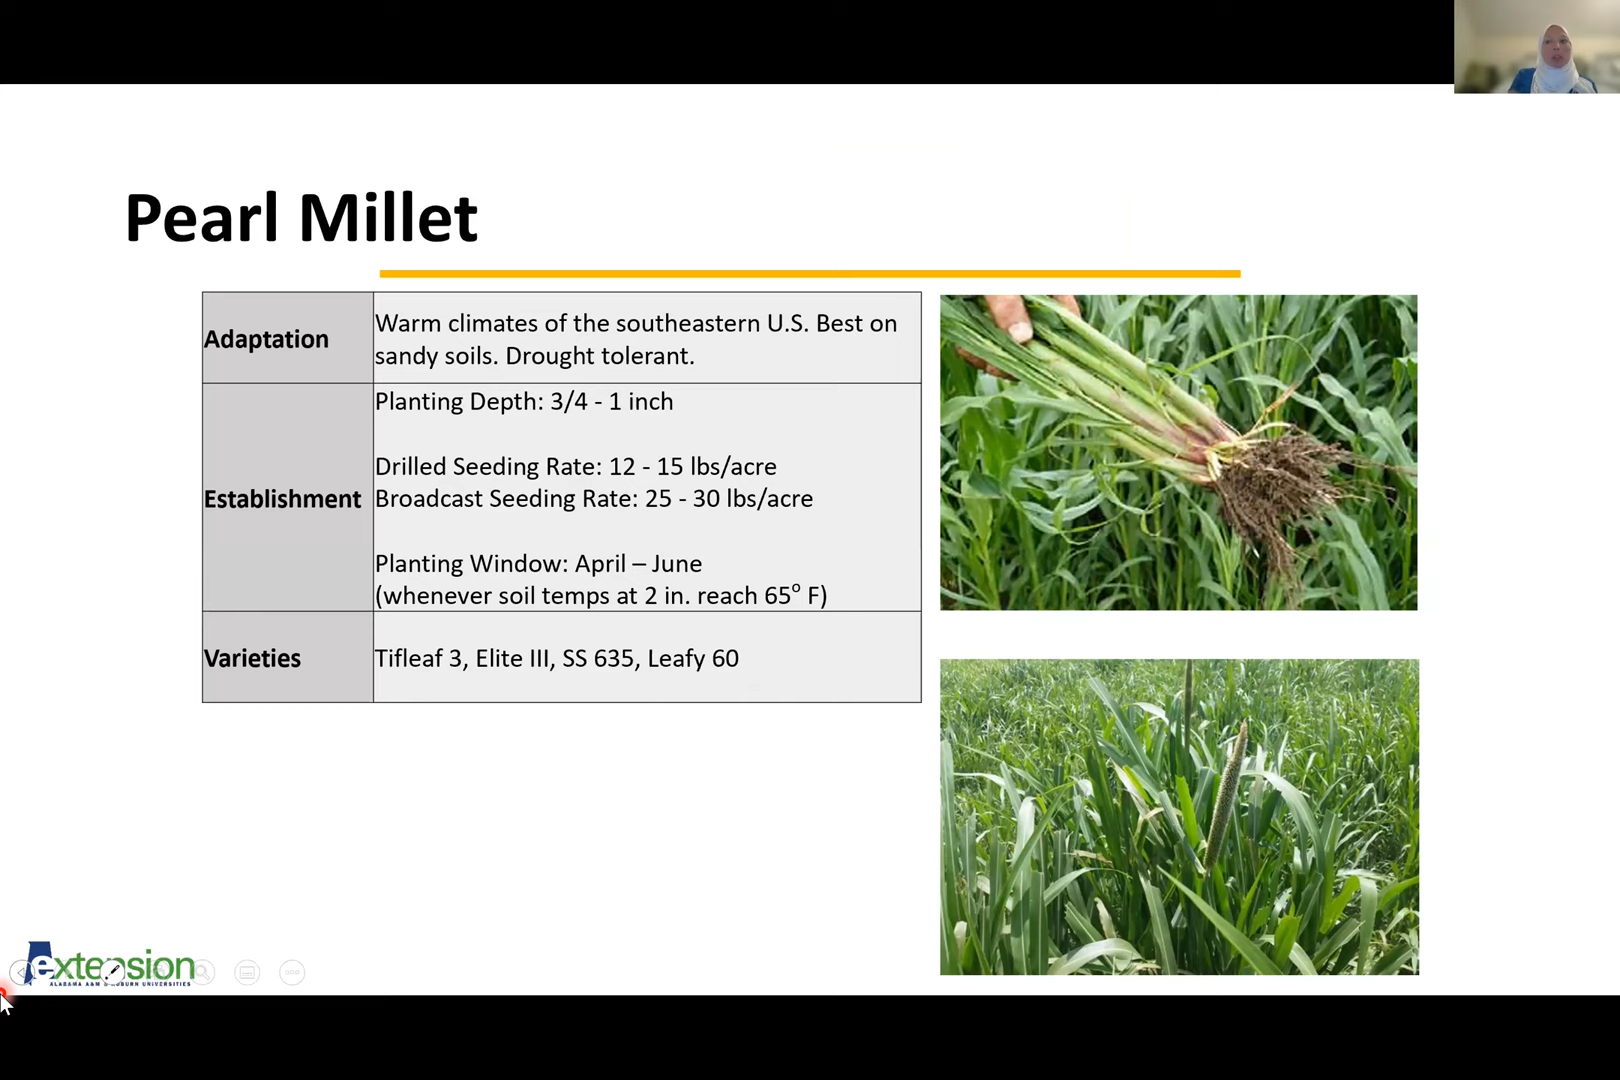 Pearl Millet
Adaptation
Warm climates of the southeastern U.S. Best on
sandy soils. Drought tolerant.
Establishment
Planting Depth: 3/4 - 1 inch
Drilled Seeding Rate: 12 - 15 lbs/acre
Broadcast Seeding Rate: 25 - 30 lbs/acre
Planting Window: April – June
(whenever soil temps at 2 in. reach 65° F)
Varieties
Tifleaf 3, Elite III, SS 635, Leafy 60
extension
ALABAMA A&M & AUBURN UNIVERSITIES